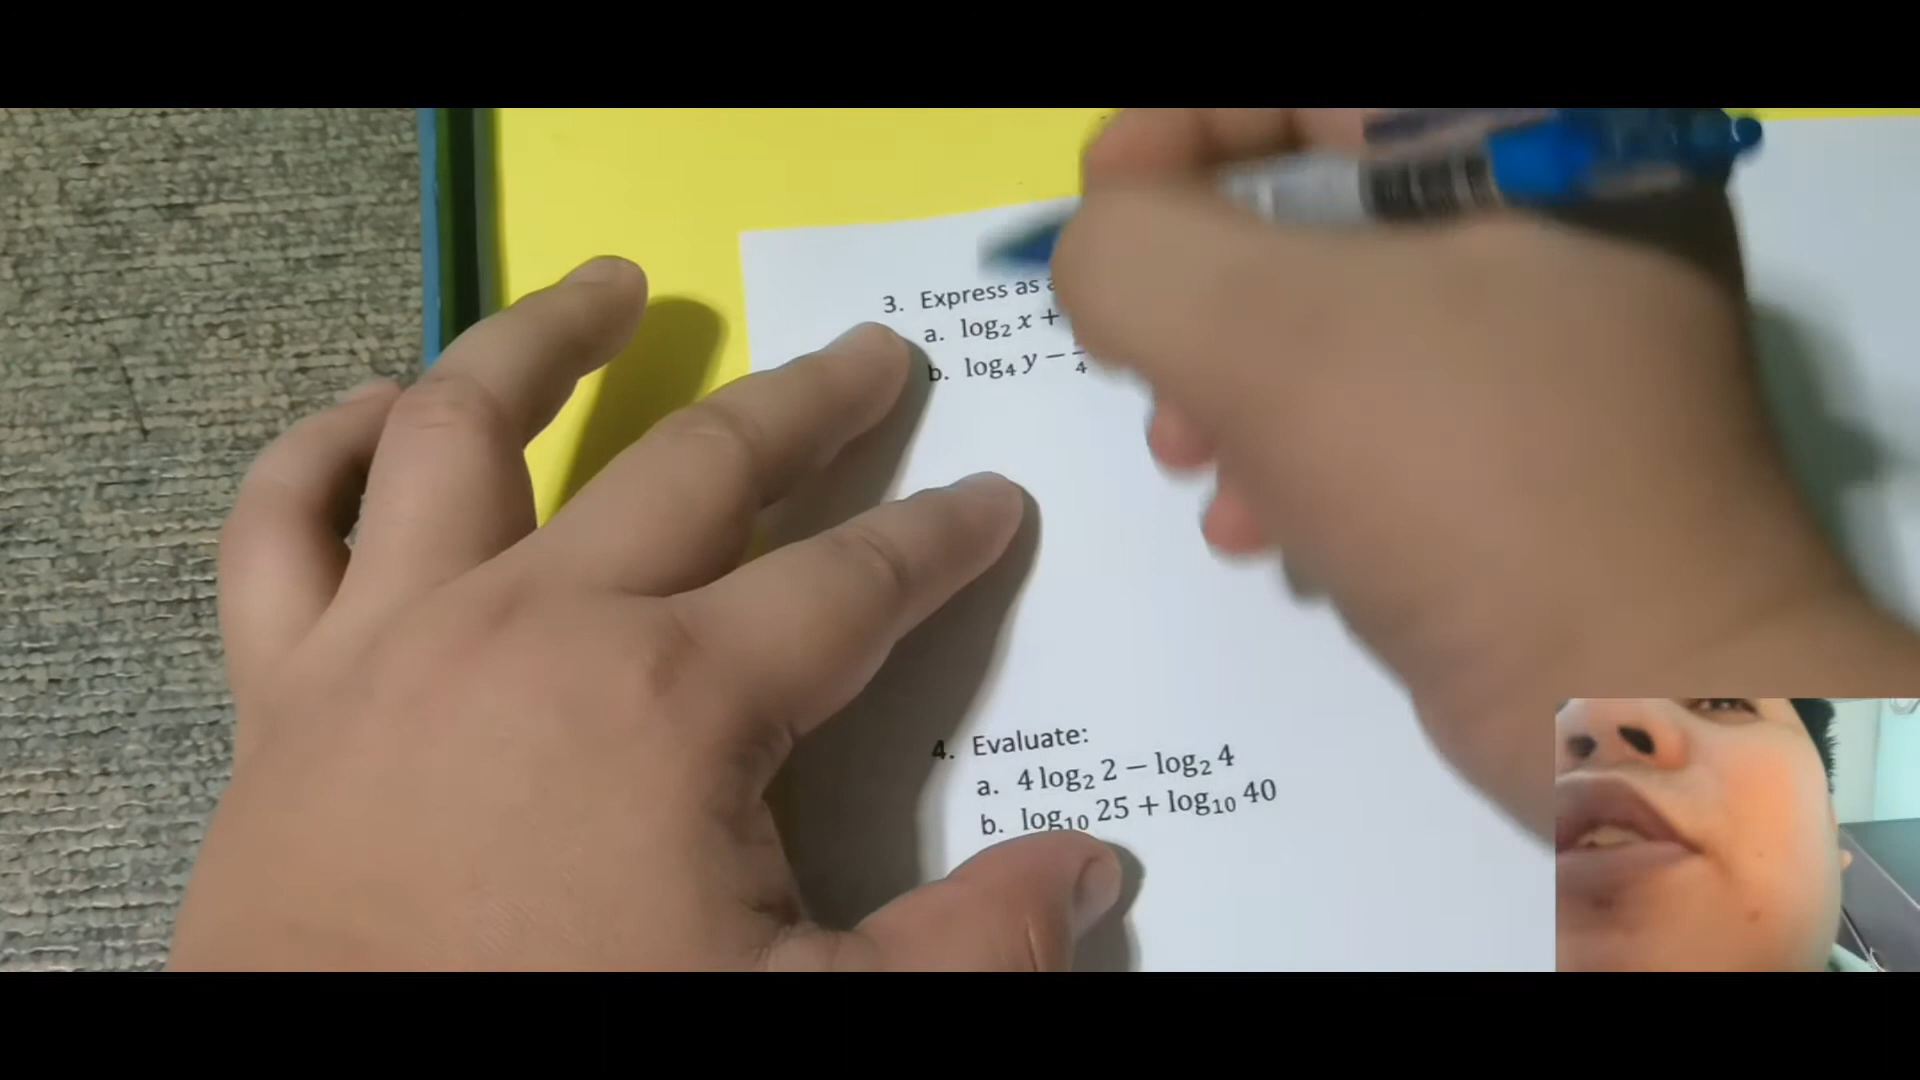 3. Express as
a. log₂ x +
b. log₄ y −
4. Evaluate:
a. 4 log₂ 2 − log₂ 4
b. log₁₀ 25 + log₁₀ 40